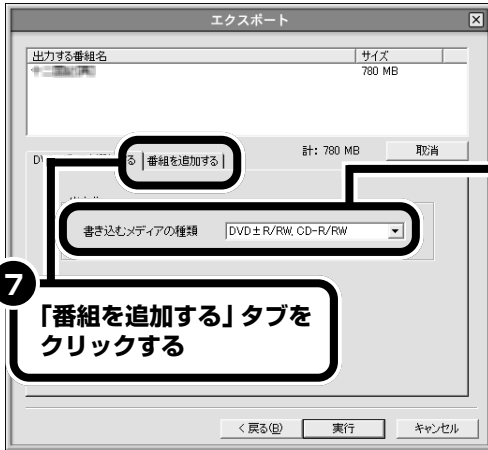 エクスポート
出力する番組名 サイズ
780 MB
計: 780 MB 取消
る 番組を追加する
書き込むメディアの種類 DVD±R/RW, CD-R/RW
7
「番組を追加する」タブを
クリックする
< 戻る(B) 実行 キャンセル